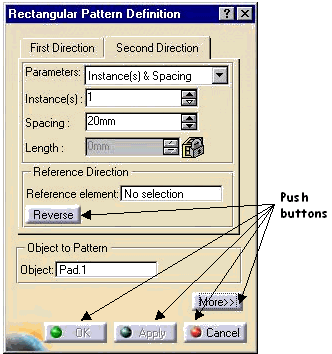 Rectangular Pattern Definition
First Direction Second Direction
Parameters: Instance(s) & Spacing
Instance(s) : 1
Spacing : 20mm
Length : 0mm
Reference Direction
Reference element: No selection
Push
buttons
Reverse
Object to Pattern
Object: Pad.1
More>>
OK Apply Cancel